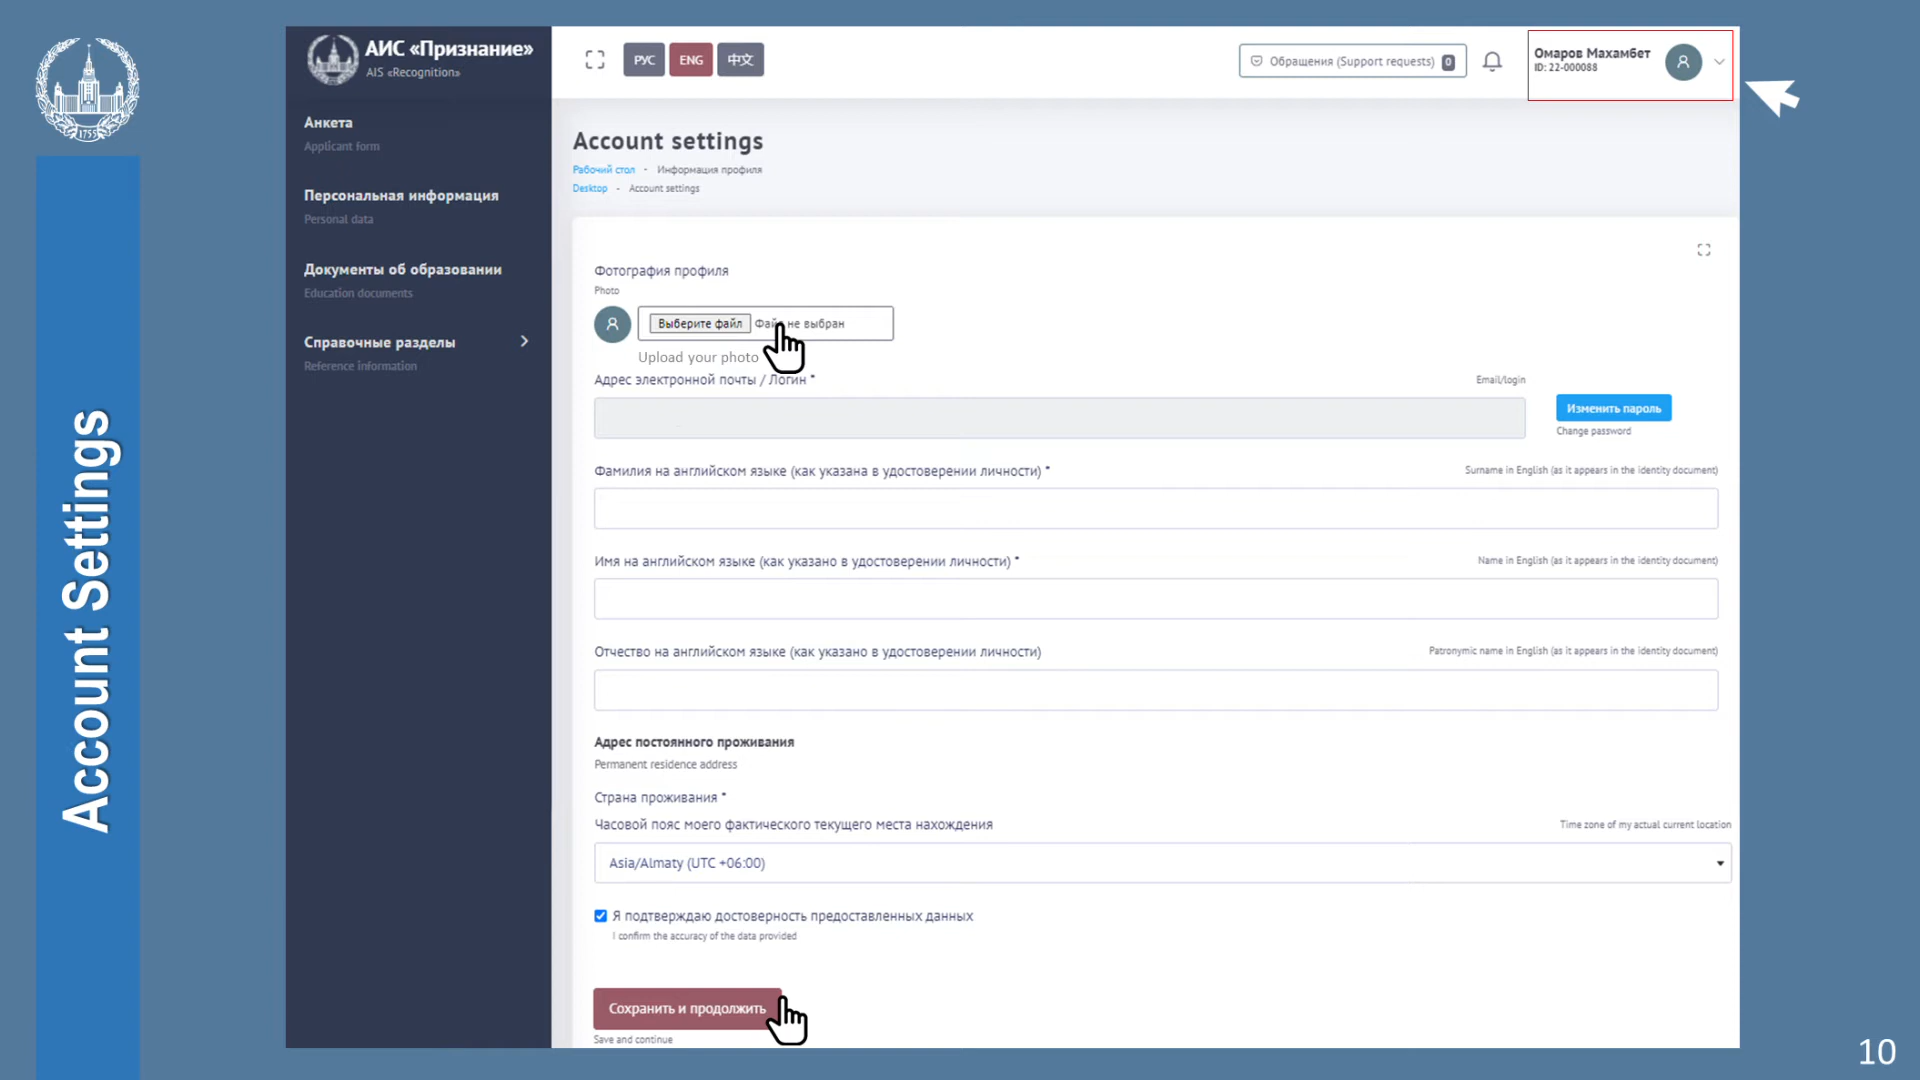 1755
Account Settings
АИС «Признание»
AIS «Recognition»
Анкета
Applicant form
Персональная информация
Personal data
Документы об образовании
Education documents
Справочные разделы
Reference information
РУС
ENG
中文
Обращения (Support requests) 0
Омаров Махамбет
ID: 22-000088
Account settings
Рабочий стол - Информация профиля
Desktop - Account settings
Фотография профиля
Photo
Выберите файл Файл не выбран
Upload your photo
Адрес электронной почты / Логин *
Email/login
Изменить пароль
Change password
Фамилия на английском языке (как указана в удостоверении личности) *
Surname in English (as it appears in the identity document)
Имя на английском языке (как указано в удостоверении личности) *
Name in English (as it appears in the identity document)
Отчество на английском языке (как указано в удостоверении личности)
Patronymic name in English (as it appears in the identity document)
Адрес постоянного проживания
Permanent residence address
Страна проживания *
Часовой пояс моего фактического текущего места нахождения
Time zone of my actual current location
Asia/Almaty (UTC +06:00)
Я подтверждаю достоверность предоставленных данных
I confirm the accuracy of the data provided
Сохранить и продолжить
Save and continue
10